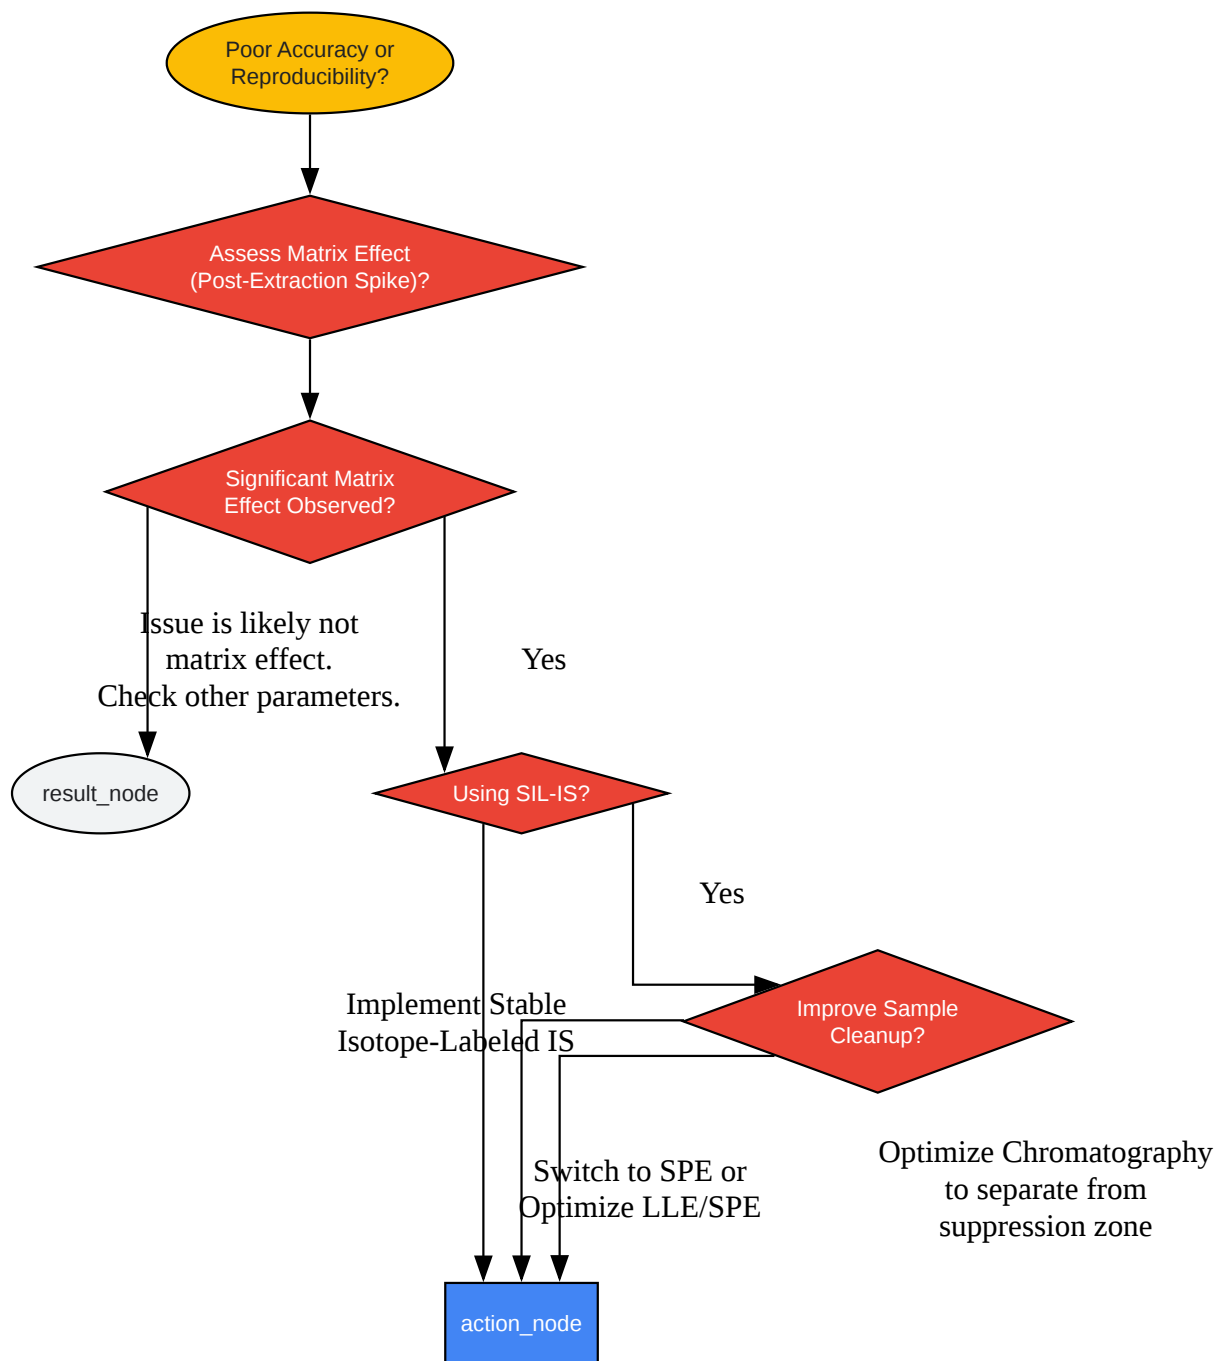 Poor Accuracy or
Reproducibility?
Assess Matrix Effect
(Post-Extraction Spike)?
Significant Matrix
Effect Observed?
Issue is likely not
matrix effect.
Check other parameters.
Yes
result_node
Using SIL-IS?
Yes
Implement Stable
Isotope-Labeled IS
Improve Sample
Cleanup?
Switch to SPE or
Optimize LLE/SPE
Optimize Chromatography
to separate from
suppression zone
action_node